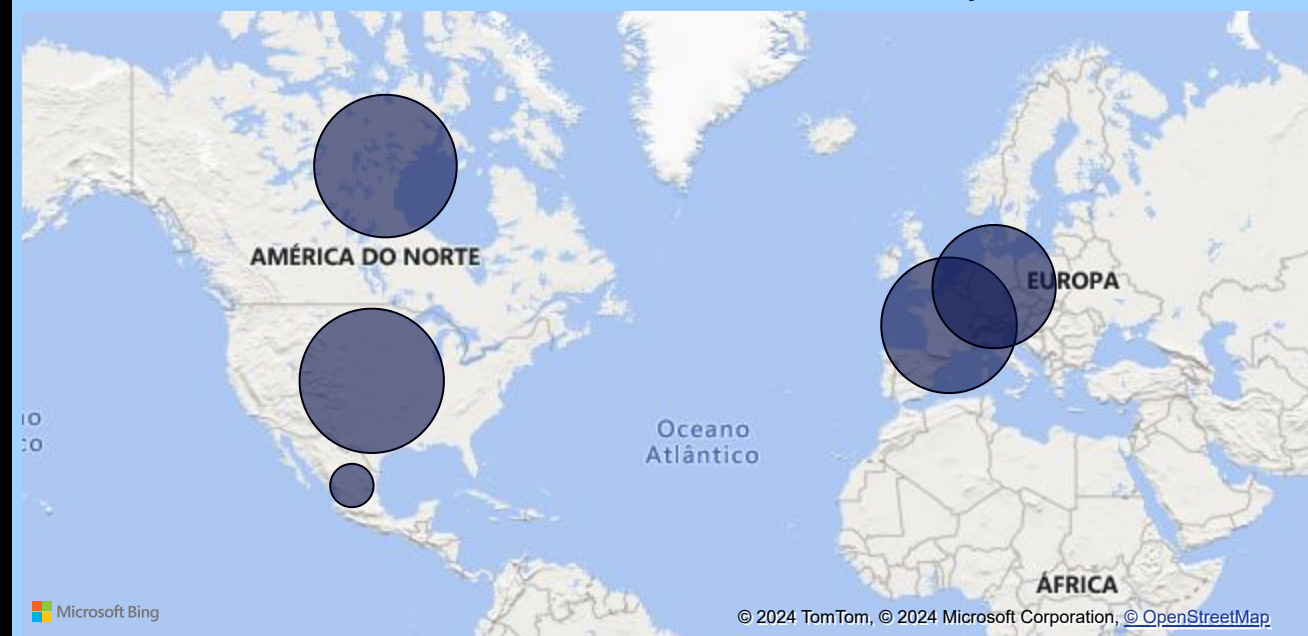 AMÉRICA DO NORTE
EUROPA
Oceano
Atlântico
ÁFRICA
Microsoft Bing
© 2024 TomTom, © 2024 Microsoft Corporation, © OpenStreetMap